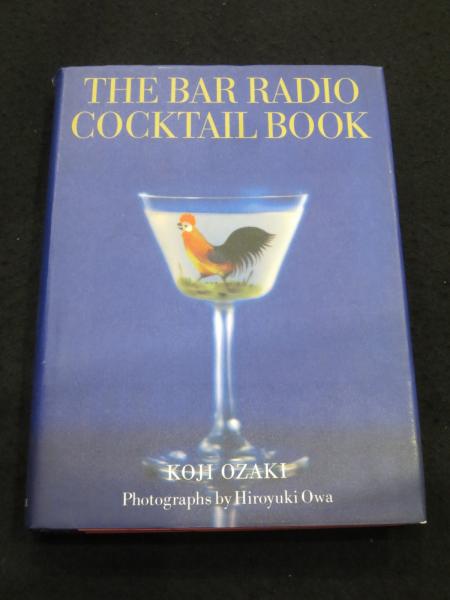 THE BAR RADIO
COCKTAIL BOOK
KOJI OZAKI
Photographs by Hiroyuki Owa